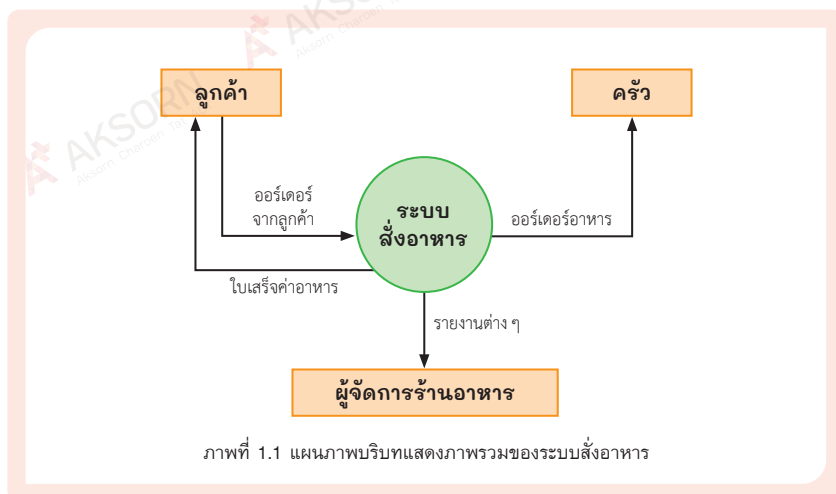 AKSORN
Aksorn Charoen
ลูกค้า
ครัว
AKSORN
Aksorn Charoen
ออร์เดอร์
จากลูกค้า
ระบบ
สั่งอาหาร
ออร์เดอร์อาหาร
ใบเสร็จค่าอาหาร
รายงานต่าง ๆ
ผู้จัดการร้านอาหาร
ภาพที่ 1.1 แผนภาพบริบทแสดงภาพรวมของระบบสั่งอาหาร